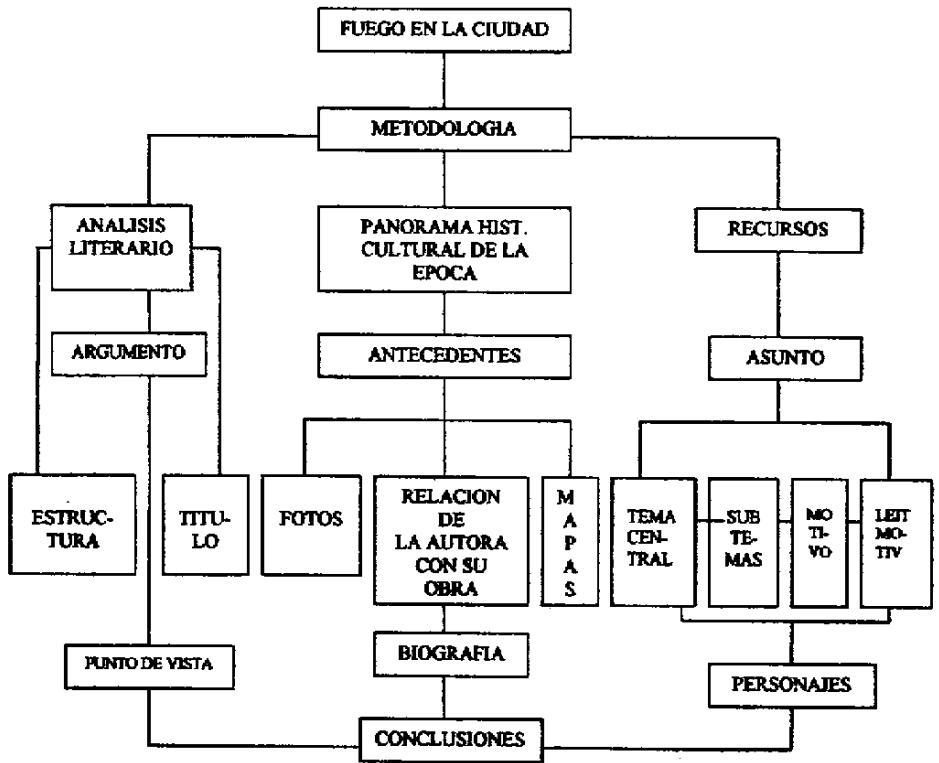 FUEGO EN LA CIUDAD
METODOLOGIA
ANALISIS
LITERARIO
PANORAMA HIST.
CULTURAL DE LA
EPOCA
RECURSOS
ARGUMENTO
ANTECEDENTES
ASUNTO
ESTRUC-
TURA
TITU-
LO
FOTOS
RELACION
DE
LA AUTORA
CON SU
OBRA
M
A
P
A
S
TEMA
CEN-
TRAL
SUB
TE-
MAS
MO
TI-
VO
LEIT
MO-
TIV
PUNTO DE VISTA
BIOGRAFIA
PERSONAJES
CONCLUSIONES